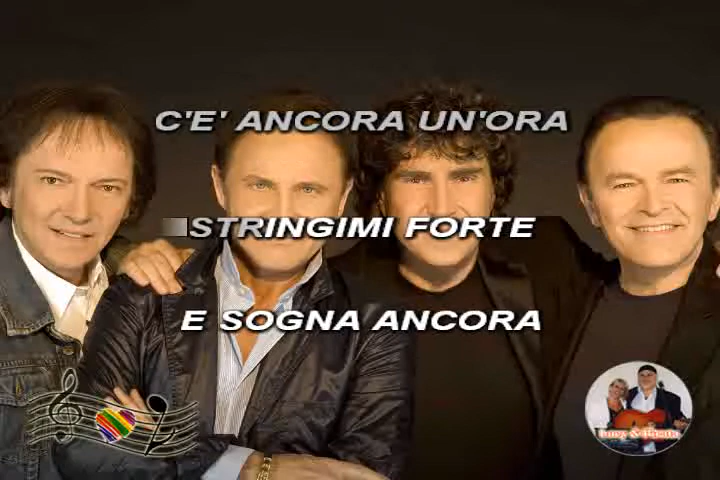 C'E' ANCORA UN'ORA
STRINGIMI FORTE
E SOGNA ANCORA